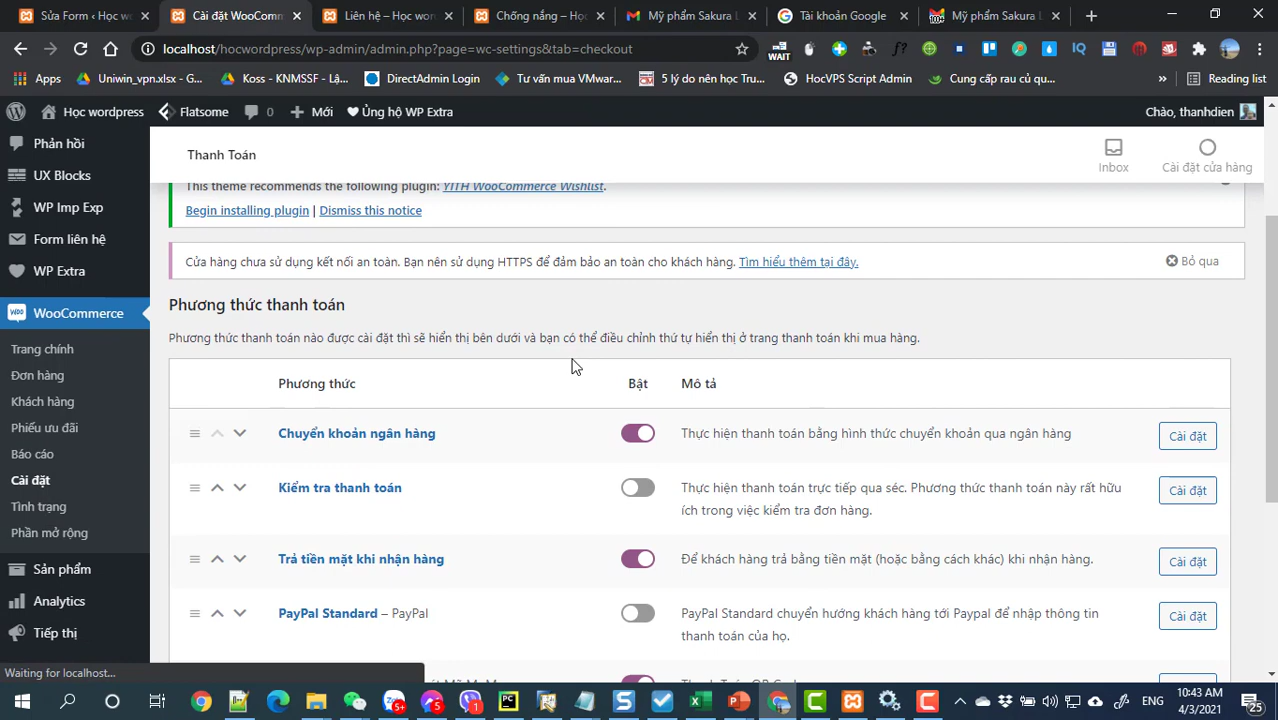 Sửa Form ‹ Học wordpress
Cài đặt WooComm
Liên hệ – Học wor
Chống nắng – Họ
Mỹ phẩm Sakura L
Tài khoản Google
Mỹ phẩm Sakura L
localhost/hocwordpress/wp-admin/admin.php?page=wc-settings&tab=checkout
WAIT
f?
IQ
Apps
Uniwin_vpn.xlsx – G...
Koss - KNMSSF - Lậ...
DirectAdmin Login
Tư vấn mua VMwar...
5 lý do nên học Tru...
HocVPS Script Admin
Cung cấp rau củ qu...
»
Reading list
Học wordpress
Flatsome
0
Mới
Ủng hộ WP Extra
Chào, thanhdien
Phản hồi
UX Blocks
WP Imp Exp
Form liên hệ
WP Extra
WooCommerce
Trang chính
Đơn hàng
Khách hàng
Phiếu ưu đãi
Báo cáo
Cài đặt
Tình trạng
Phần mở rộng
Sản phẩm
Analytics
Tiếp thị
Thanh Toán
Inbox
Cài đặt cửa hàng
This theme recommends the following plugin: YITH WooCommerce Wishlist.
Begin installing plugin | Dismiss this notice
Cửa hàng chưa sử dụng kết nối an toàn. Bạn nên sử dụng HTTPS để đảm bảo an toàn cho khách hàng. Tìm hiểu thêm tại đây.
Bỏ qua
Phương thức thanh toán
Phương thức thanh toán nào được cài đặt thì sẽ hiển thị bên dưới và bạn có thể điều chỉnh thứ tự hiển thị ở trang thanh toán khi mua hàng.
Phương thức
Bật
Mô tả
Chuyển khoản ngân hàng
Thực hiện thanh toán bằng hình thức chuyển khoản qua ngân hàng
Cài đặt
Kiểm tra thanh toán
Thực hiện thanh toán trực tiếp qua séc. Phương thức thanh toán này rất hữu
ích trong việc kiểm tra đơn hàng.
Cài đặt
Trả tiền mặt khi nhận hàng
Để khách hàng trả bằng tiền mặt (hoặc bằng cách khác) khi nhận hàng.
Cài đặt
PayPal Standard – PayPal
PayPal Standard chuyển hướng khách hàng tới Paypal để nhập thông tin
thanh toán của họ.
Cài đặt
Waiting for localhost...
ENG
10:43 AM
4/3/2021
25